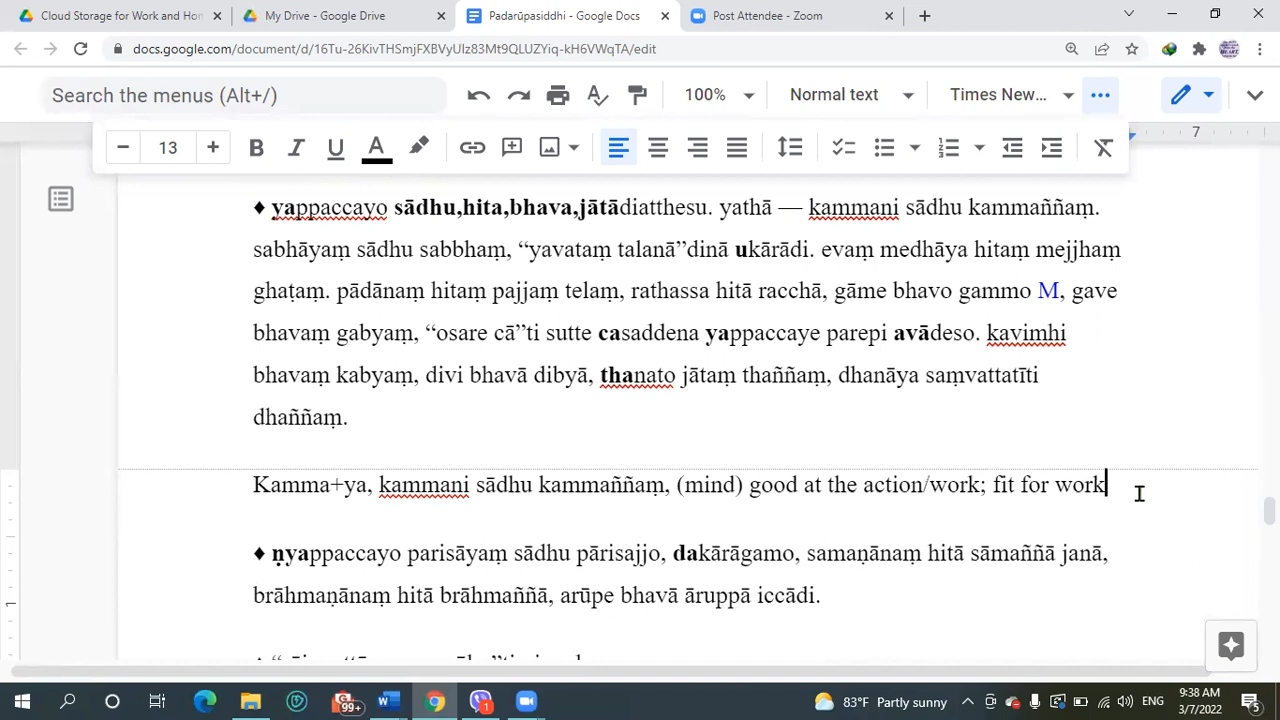 Cloud Storage for Work and Ho
My Drive - Google Drive
Padarūpasiddhi - Google Docs
Post Attendee - Zoom
docs.google.com/document/d/16Tu-26KivTHSmjFXBVyUIz83Mt9QLUZYiq-kH6VWqTA/edit
Search the menus (Alt+/)
100%
Normal text
Times New...
13
B
I
U
A
7
♦ yappaccayo sādhu,hita,bhava,jātādiatthesu. yathā — kammani sādhu kammaññaṃ.
sabhāyaṃ sādhu sabbhaṃ, “yavataṃ talanā”dinā ukārādi. evaṃ medhāya hitaṃ mejjhaṃ
ghaṭaṃ. pādānaṃ hitaṃ pajjaṃ telaṃ, rathassa hitā racchā, gāme bhavo gammo M, gave
bhavaṃ gabyaṃ, “osare cā”ti sutte casaddena yappaccaye parepi avādeso. kavimhi
bhavaṃ kabyaṃ, divi bhavā dibyā, thanato jātaṃ thaññaṃ, dhanāya saṃvattatīti
dhaññaṃ.
Kamma+ya, kammani sādhu kammaññaṃ, (mind) good at the action/work; fit for work
♦ ṇyappaccayo parisāyaṃ sādhu pārisajjo, dakārāgamo, samaṇānaṃ hitā sāmaññā janā,
brāhmaṇānaṃ hitā brāhmaññā, arūpe bhavā āruppā iccādi.
1
99+
1
83°F Partly sunny
ENG
9:38 AM
3/7/2022
5